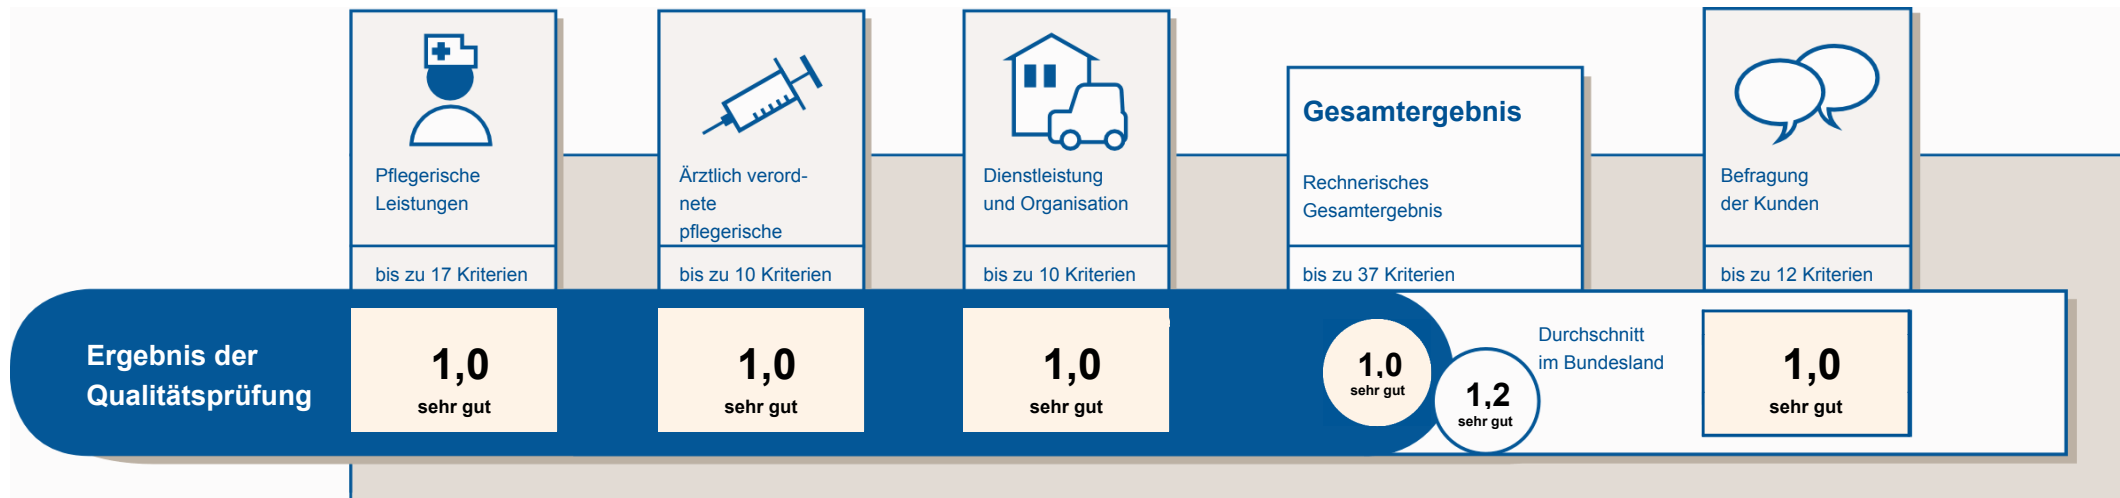 Pflegerische
Leistungen
bis zu 17 Kriterien
Ärztlich verord-
nete
pflegerische
bis zu 10 Kriterien
Dienstleistung
und Organisation
bis zu 10 Kriterien
Gesamtergebnis
Rechnerisches
Gesamtergebnis
bis zu 37 Kriterien
Befragung
der Kunden
bis zu 12 Kriterien
Ergebnis der
Qualitätsprüfung
1,0
sehr gut
1,0
sehr gut
1,0
sehr gut
1,0
sehr gut
1,2
sehr gut
Durchschnitt
im Bundesland
1,0
sehr gut